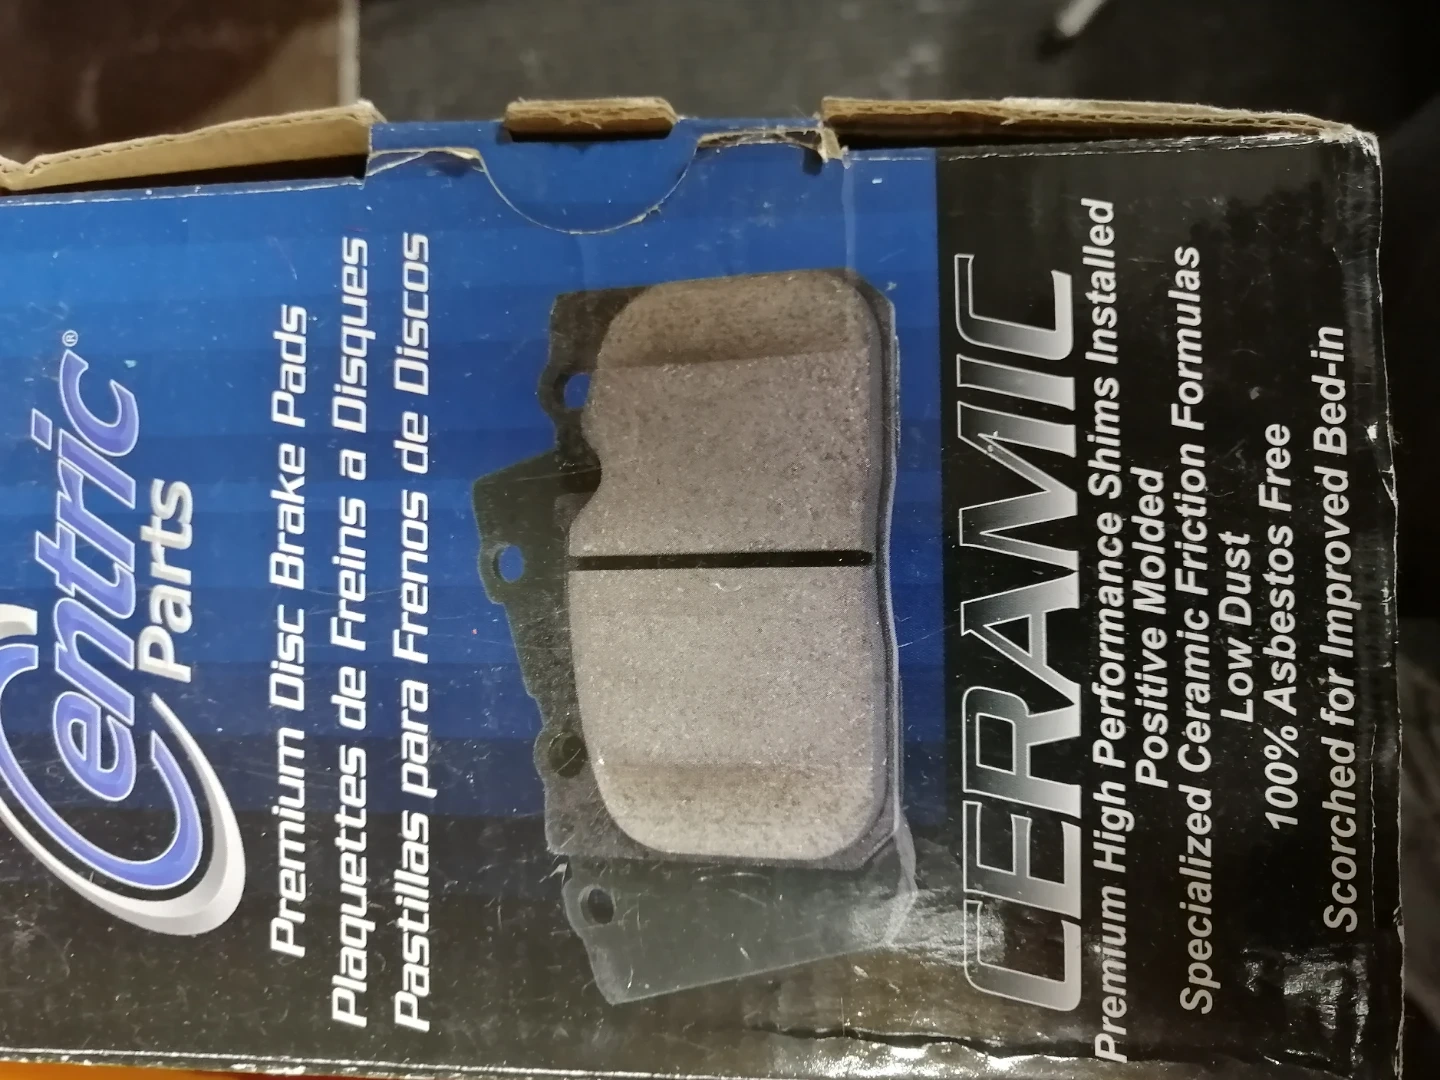 Centric®
Parts
Premium Disc Brake Pads
Plaquettes de Freins a Disques
Pastillas para Frenos de Discos
CERAMIC
Premium High Performance Shims Installed
Positive Molded
Specialized Ceramic Friction Formulas
Low Dust
100% Asbestos Free
Scorched for Improved Bed-in